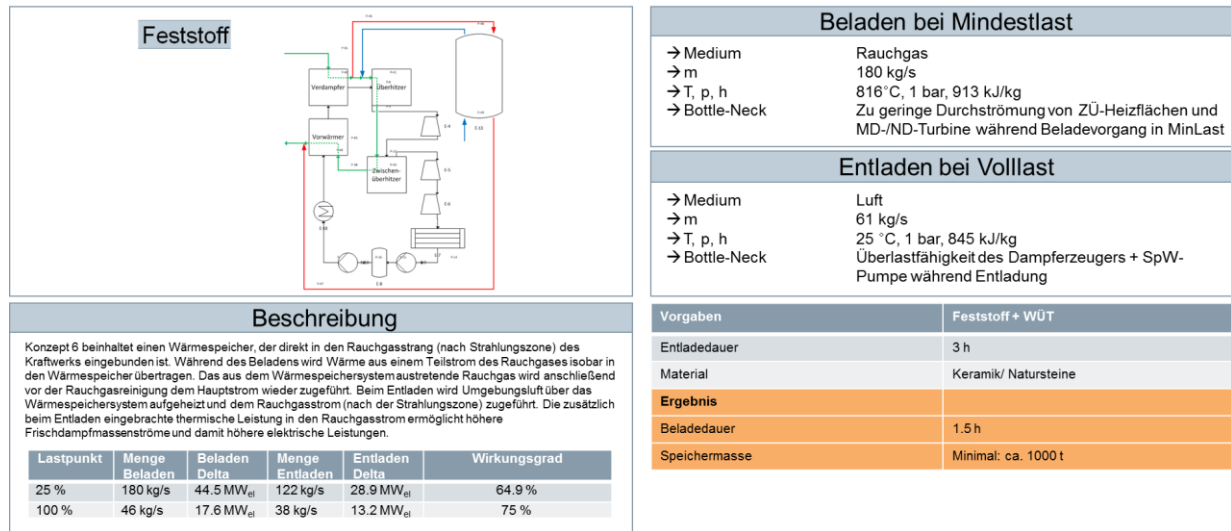 Feststoff
Verdampfer
Überhitzer
Vorwärmer
Zwischen-
überhitzer
Beschreibung
Konzept 6 beinhaltet einen Wärmespeicher, der direkt in den Rauchgasstrang (nach Strahlungszone) des
Kraftwerks eingebunden ist. Während des Beladens wird Wärme aus einem Teilstrom des Rauchgases isobar in
den Wärmespeicher übertragen. Das aus dem Wärmespeichersystem austretende Rauchgas wird anschließend
vor der Rauchgasreinigung dem Hauptstrom wieder zugeführt. Beim Entladen wird Umgebungsluft über das
Wärmespeichersystem aufgeheizt und dem Rauchgasstrom (nach der Strahlungszone) zugeführt. Die zusätzlich
beim Entladen eingebrachte thermische Leistung in den Rauchgasstrom ermöglicht höhere
Frischdampfmassenströme und damit höhere elektrische Leistungen.
Lastpunkt Menge Beladen Beladen Delta Menge Entladen Entladen Delta Wirkungsgrad
25 % 180 kg/s 44.5 MWel 122 kg/s 28.9 MWel 64.9 %
100 % 46 kg/s 17.6 MWel 38 kg/s 13.2 MWel 75 %
Beladen bei Mindestlast
→ Medium Rauchgas
→ m 180 kg/s
→ T, p, h 816°C, 1 bar, 913 kJ/kg
→ Bottle-Neck Zu geringe Durchströmung von ZÜ-Heizflächen und
MD-/ND-Turbine während Beladevorgang in MinLast
Entladen bei Volllast
→ Medium Luft
→ m 61 kg/s
→ T, p, h 25 °C, 1 bar, 845 kJ/kg
→ Bottle-Neck Überlastfähigkeit des Dampferzeugers + SpW-
Pumpe während Entladung
Vorgaben Feststoff + WÜT
Entladedauer 3 h
Material Keramik/ Natursteine
Ergebnis
Beladedauer 1.5 h
Speichermasse Minimal: ca. 1000 t